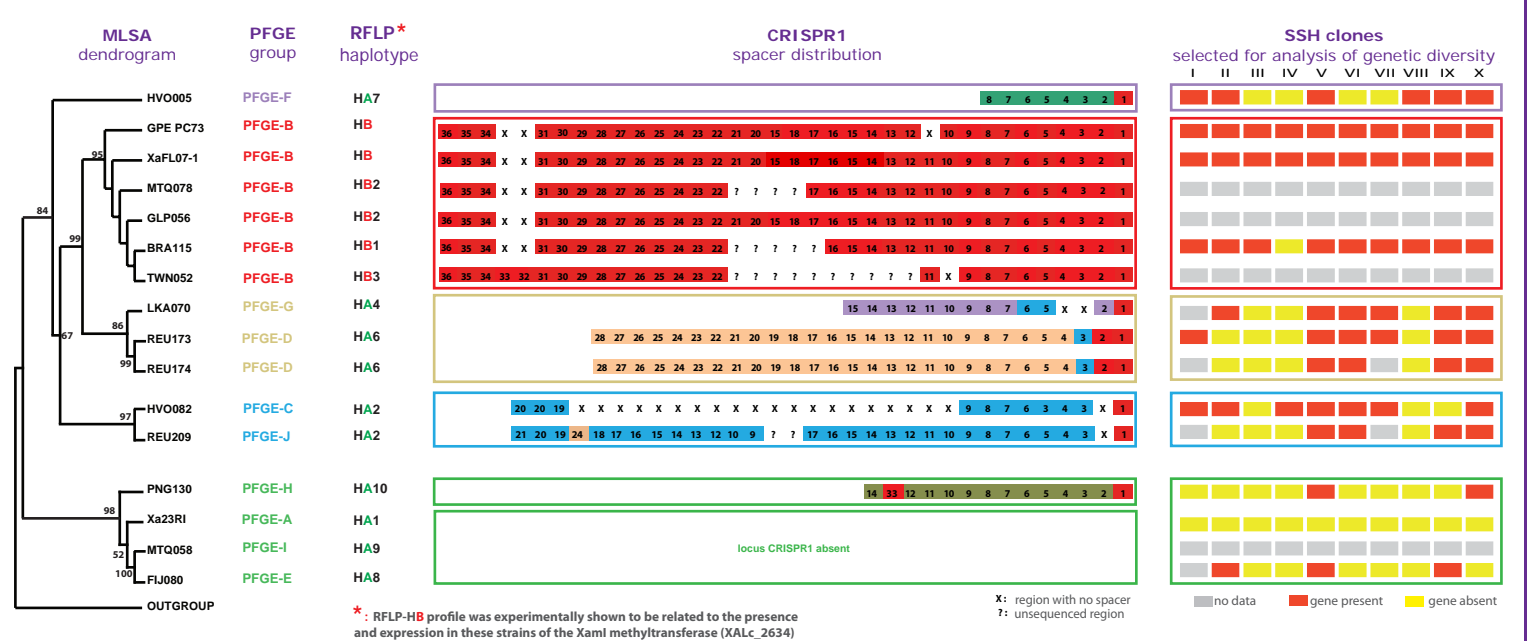 MLSA PFGE RFLP* CRISPR1 SSH clones
dendrogram group haplotype spacer distribution selected for analysis of genetic diversity
I II III IV V VI VII VIII IX X
HVO005 PFGE-F HA7 8 7 6 5 4 3 2 1
GPE PC73 PFGE-B HB 36 35 34 X X 31 30 29 28 27 26 25 24 23 22 21 20 15 18 17 16 15 14 13 12 X 10 9 8 7 6 5 4 3 2 1
95
XaFL07-1 PFGE-B HB 36 35 34 X X 31 30 29 28 27 26 25 24 23 22 21 20 15 18 17 16 15 14 13 12 11 10 9 8 7 6 5 4 3 2 1
MTQ078 PFGE-B HB2 36 35 34 X X 31 30 29 28 27 26 25 24 23 22 ? ? ? ? 17 16 15 14 13 12 11 10 9 8 7 6 5 4 3 2 1
84
GLP056 PFGE-B HB2 36 35 34 X X 31 30 29 28 27 26 25 24 23 22 21 20 15 18 17 16 15 14 13 12 11 10 9 8 7 6 5 4 3 2 1
99
BRA115 PFGE-B HB1 36 35 34 X X 31 30 29 28 27 26 25 24 23 22 ? ? ? ? ? 16 15 14 13 12 11 10 9 8 7 6 5 4 3 2 1
TWN052 PFGE-B HB3 36 35 34 33 32 31 30 29 28 27 26 25 24 23 22 ? ? ? ? ? ? ? ? ? ? 11 X 9 8 7 6 5 4 3 2 1
LKA070 PFGE-G HA4 15 14 13 12 11 10 9 8 7 6 5 X X 2 1
86
67
REU173 PFGE-D HA6 28 27 26 25 24 23 22 21 20 19 18 17 16 15 14 13 12 11 10 9 8 7 6 5 4 3 2 1
99
REU174 PFGE-D HA6 28 27 26 25 24 23 22 21 20 19 18 17 16 15 14 13 12 11 10 9 8 7 6 5 4 3 2 1
HVO082 PFGE-C HA2 20 20 19 X X X X X X X X X X X X X X X X X X X X 9 8 7 6 3 4 3 X 1
97
REU209 PFGE-J HA2 21 20 19 24 18 17 16 15 14 13 12 10 9 ? ? 17 16 15 14 13 12 11 10 9 8 7 6 5 4 3 X 1
PNG130 PFGE-H HA10 14 33 12 11 10 9 8 7 6 5 4 3 2 1
98
Xa23RI PFGE-A HA1
MTQ058 PFGE-I HA9 locus CRISPR1 absent
52
100
FIJ080 PFGE-E HA8
OUTGROUP
X: region with no spacer
?: unsequenced region
no data gene present gene absent
*: RFLP-HB profile was experimentally shown to be related to the presence
and expression in these strains of the XamI methyltransferase (XALc_2634)